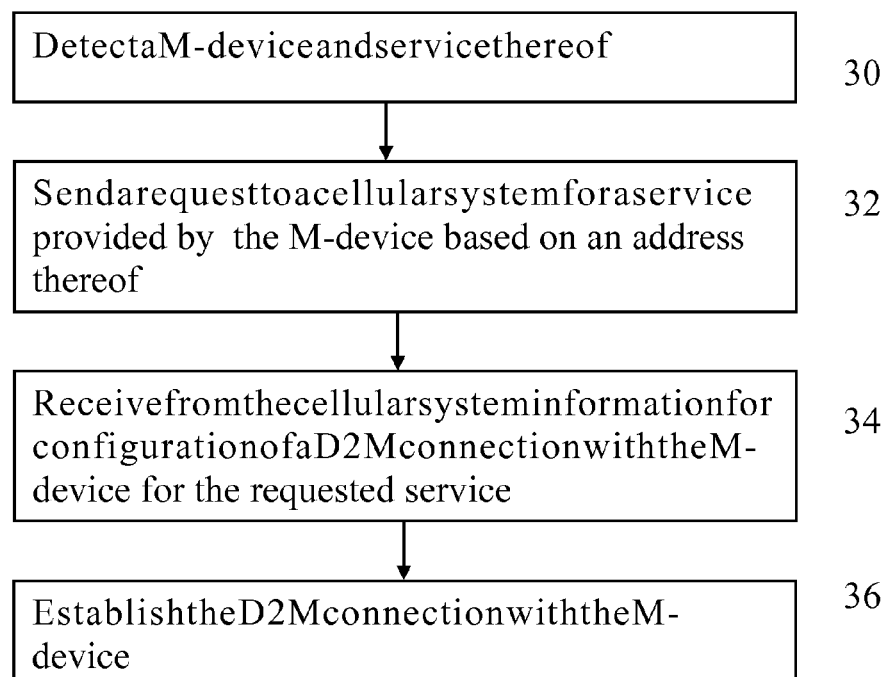 DetectaM-deviceandservicethereof
30
Sendarequesttoacellularsystemforaservice
provided by the M-device based on an address
thereof
32
Receivefromthecellularsysteminformationfor
configurationofaD2MconnectionwiththeM-
device for the requested service
34
EstablishtheD2MconnectionwiththeM-
device
36